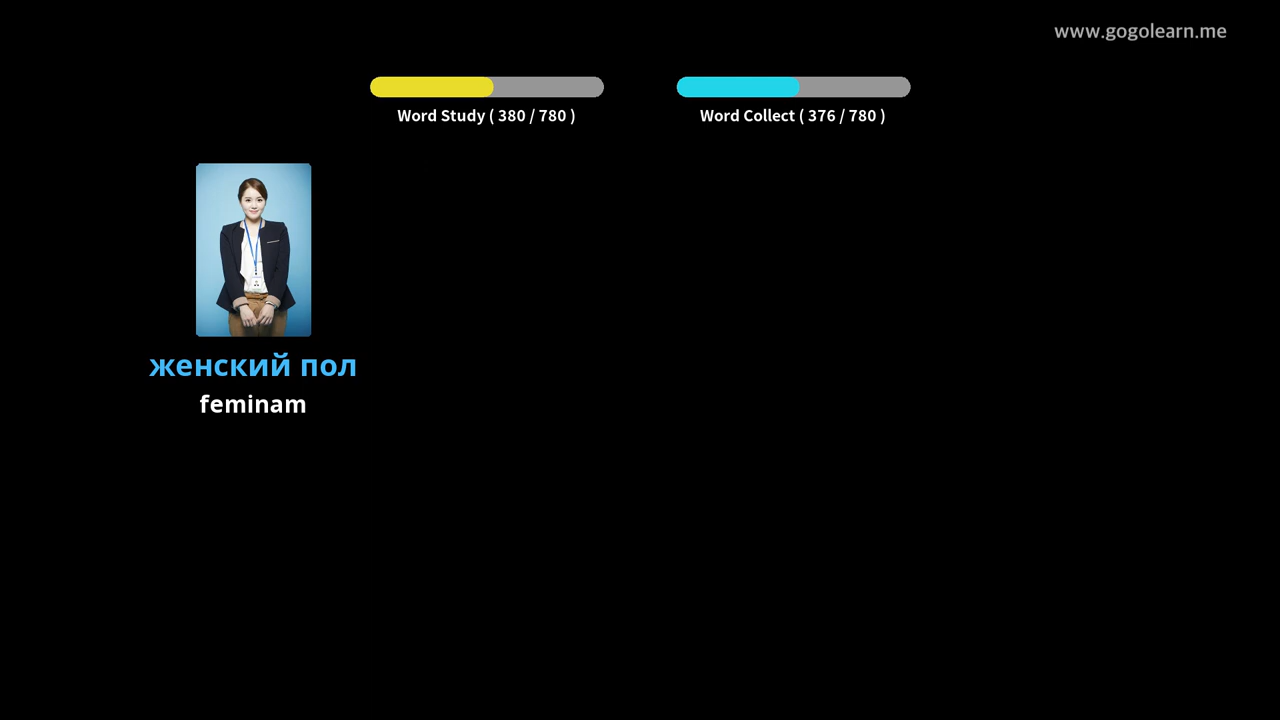 www.gogolearn.me
Word Study ( 380 / 780 )
Word Collect ( 376 / 780 )
женский пол
feminam